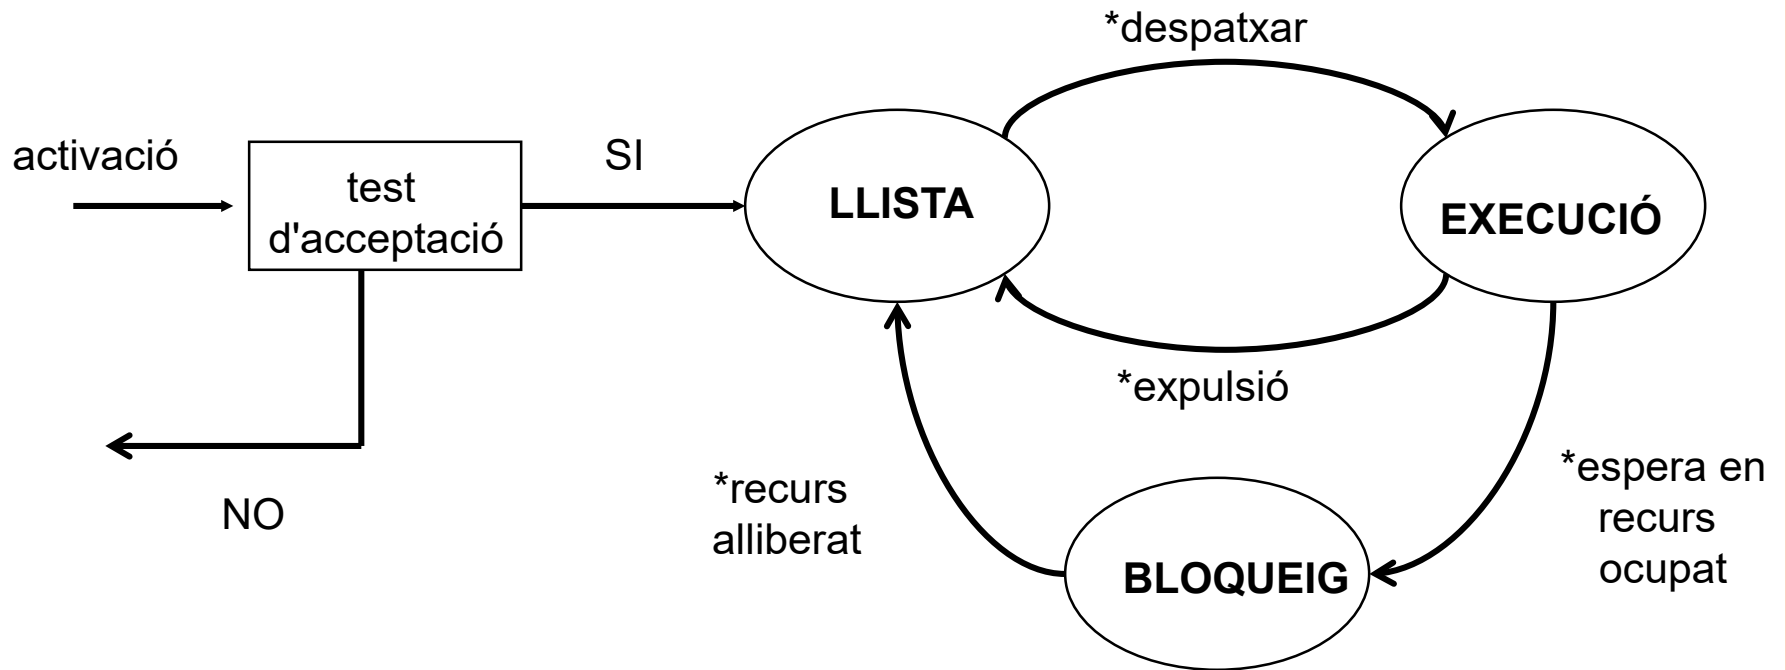 *despatxar
activació
test
d'acceptació
SI
LLISTA
EXECUCIÓ
*expulsió
*recurs
alliberat
NO
BLOQUEIG
*espera en
recurs
ocupat